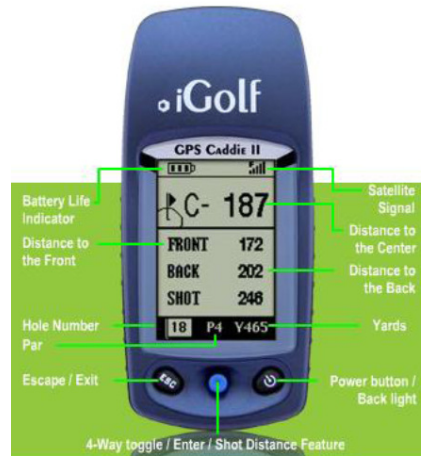 iGolf
GPS CADDIE II
Battery Life
Indicator
Satellite
Signal
C- 187
Distance to
the Front
Distance to
the Center
FRONT 172
BACK 202
Distance to
the Back
SHOT 246
Hole Number
18 P4 Y465
Yards
Par
Escape / Exit
ESC
Power button /
Back light
4-Way toggle / Enter / Shot Distance Feature